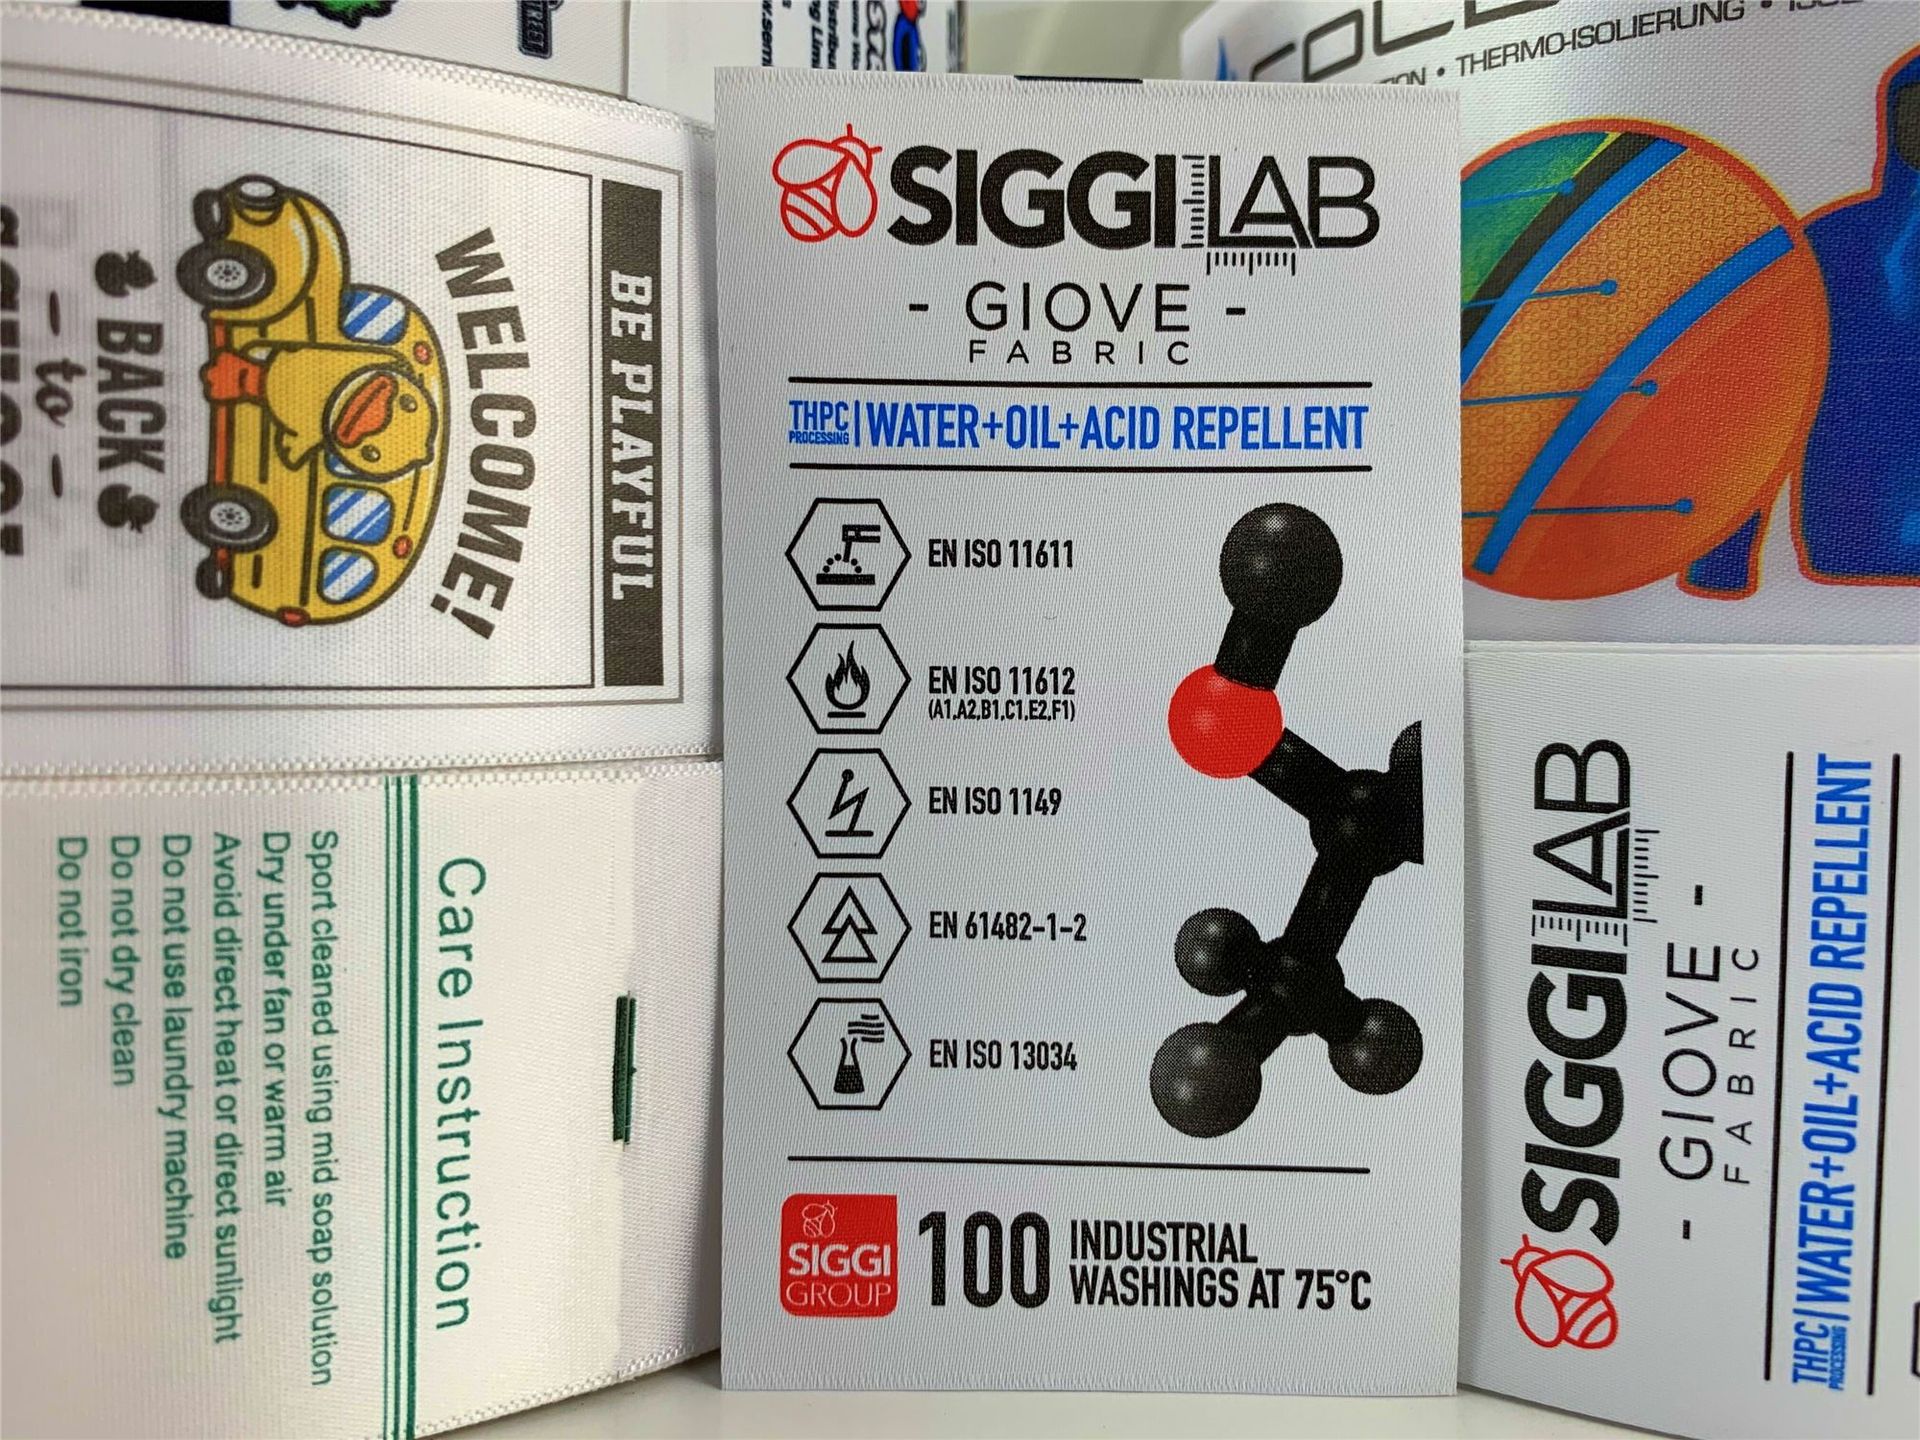 STREET
THERMO-ISOLIERUNG •
BE PLAYFUL
WELCOME!
BACK
- to -
SIGGI LAB
- GIOVE -
FABRIC
THPC PROCESSING | WATER+OIL+ACID REPELLENT
EN ISO 11611
EN ISO 11612
(A1,A2,B1,C1,E2,F1)
EN ISO 1149
EN 61482-1-2
EN ISO 13034
SIGGI
GROUP
100 INDUSTRIAL
WASHINGS AT 75°C
Care Instruction
Sport cleaned using mid soap solution
Dry under fan or warm air
Avoid direct heat or direct sunlight
Do not use laundry machine
Do not dry clean
Do not iron
SIGGI LAB
- GIOVE -
FABRIC
THPC PROCESSING | WATER+OIL+ACID REPELLENT